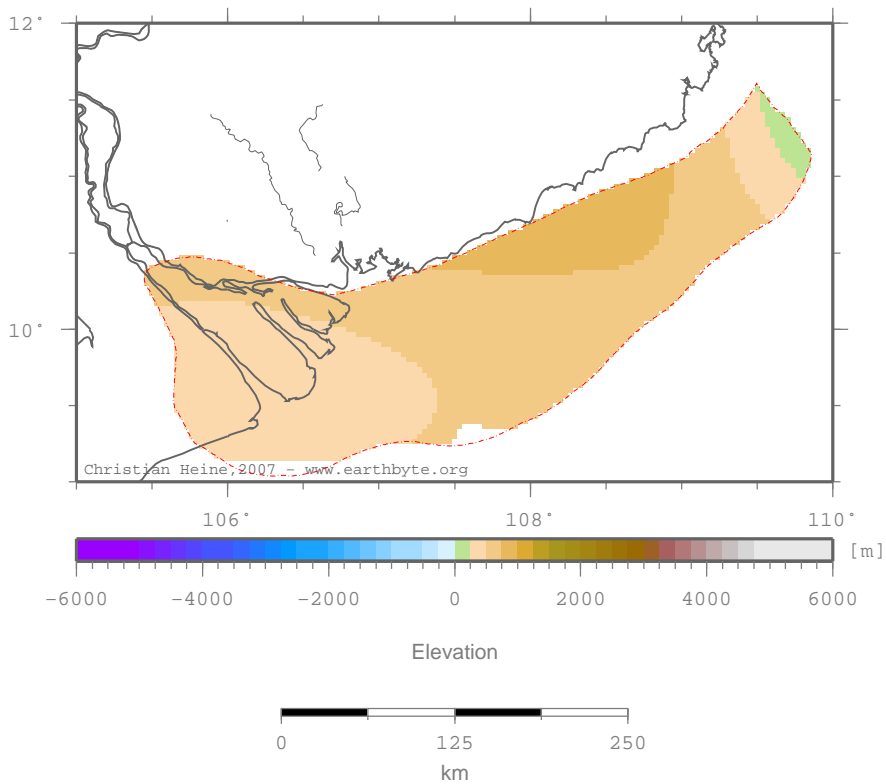 12°
10°
Christian Heine,2007 - www.earthbyte.org
106° 108° 110°
[m]
-6000 -4000 -2000 0 2000 4000 6000
Elevation
0 125 250
km